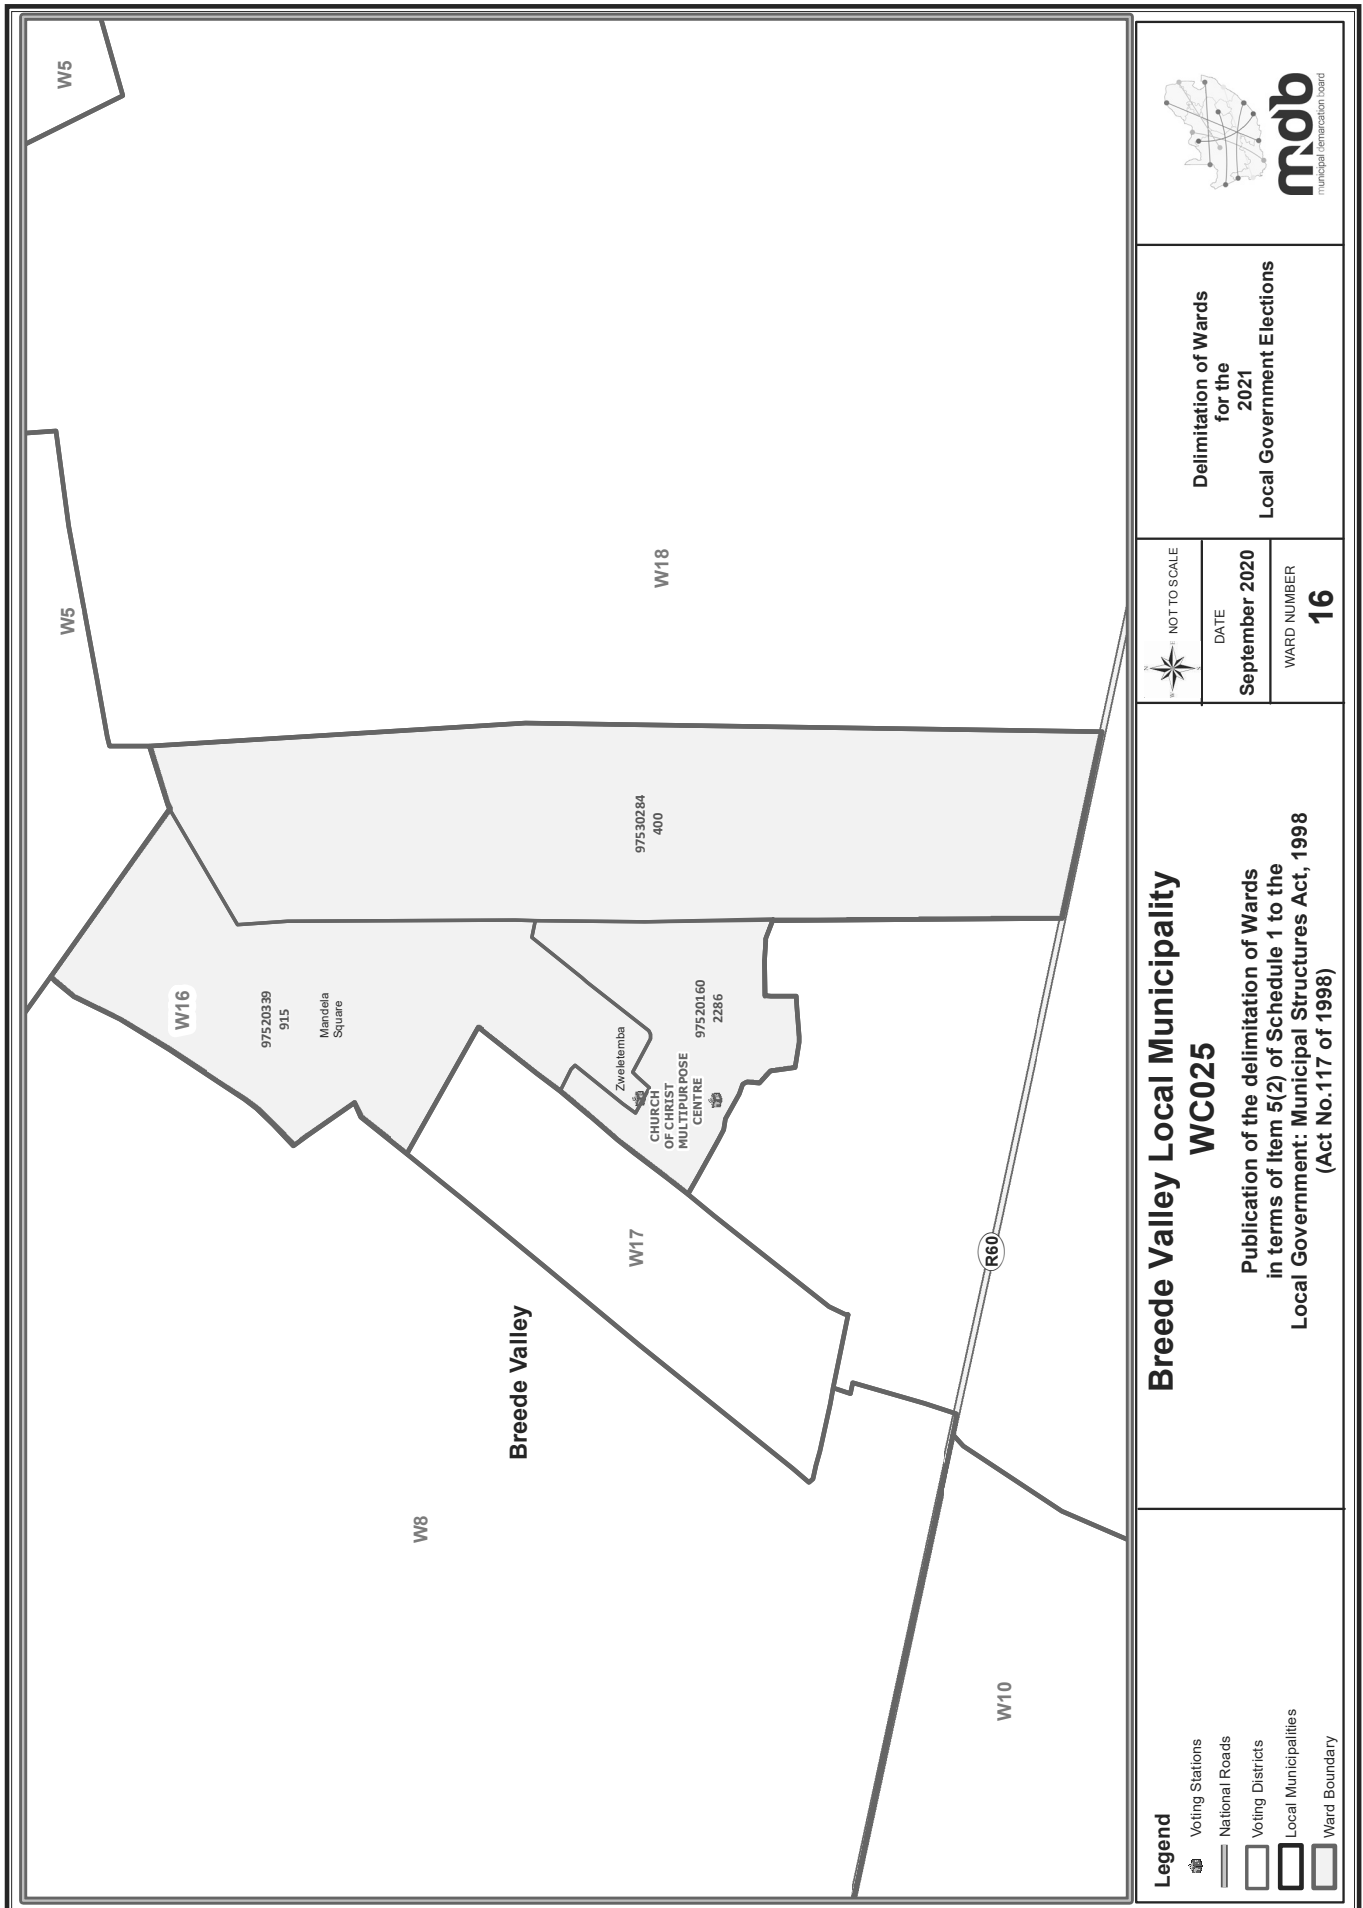 W5
W5
W18
W16
97520339
915
Mandela
Square
97530284
400
97520160
2286
Zweletemba
CHURCH
OF CHRIST
MULTIPURPOSE
CENTRE
W17
Breede Valley
W8
R60
W10
Legend
Voting Stations
National Roads
Voting Districts
Local Municipalities
Ward Boundary
Breede Valley Local Municipality
WC025
Publication of the delimitation of Wards
in terms of Item 5(2) of Schedule 1 to the
Local Government: Municipal Structures Act, 1998
(Act No.117 of 1998)
N
E
S
W
NOT TO SCALE
DATE
September 2020
WARD NUMBER
16
Delimitation of Wards
for the
2021
Local Government Elections
mdb
municipal demarcation board